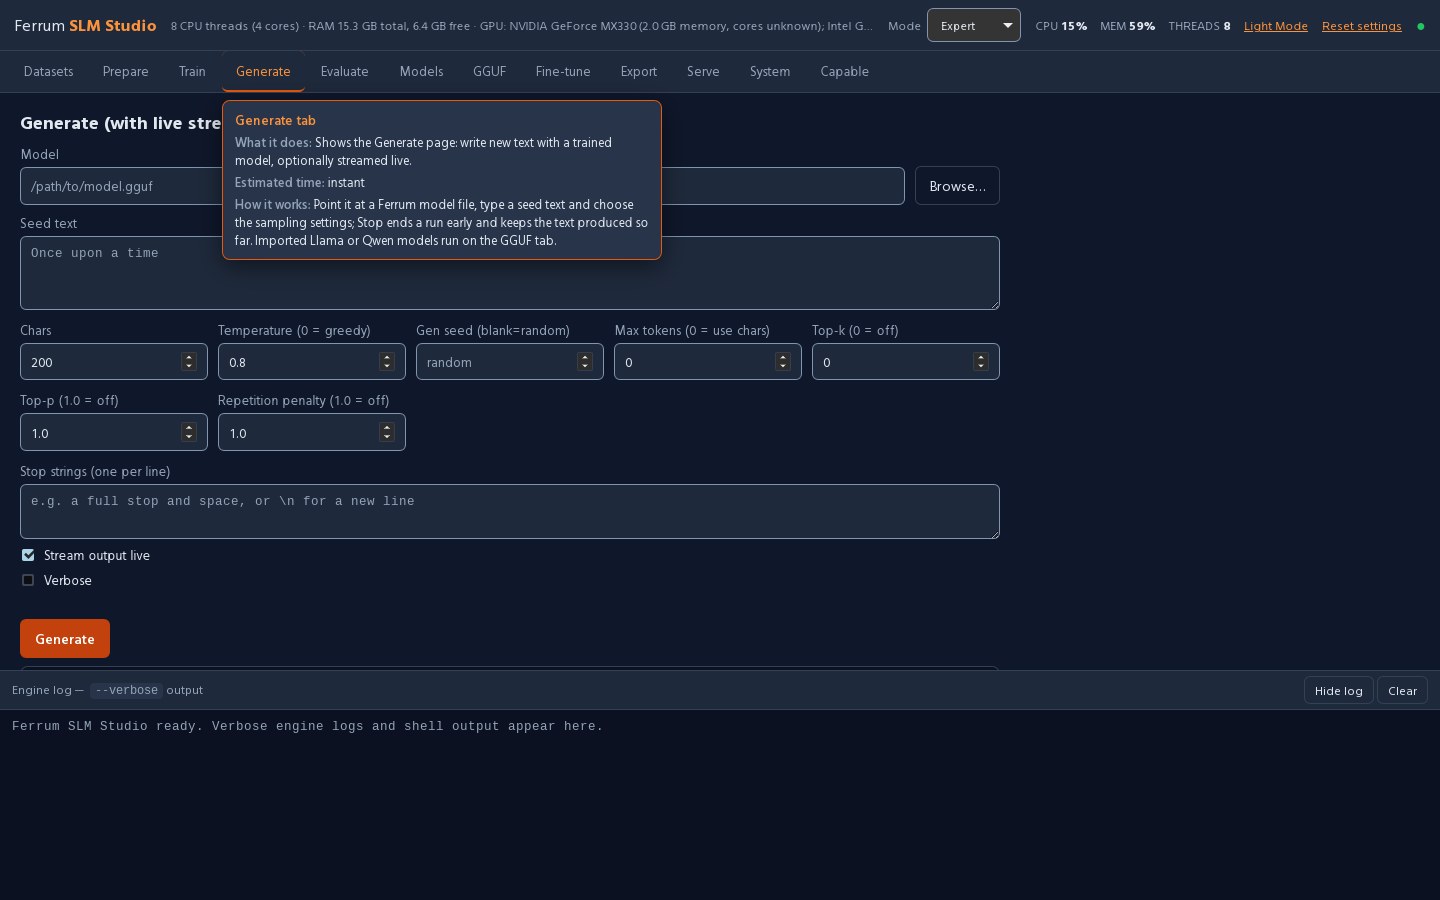 Ferrum SLM Studio 8 CPU threads (4 cores) · RAM 15.3 GB total, 6.4 GB free · GPU: NVIDIA GeForce MX330 (2.0 GB memory, cores unknown); Intel G... Mode Expert CPU 15% MEM 59% THREADS 8 Light Mode Reset settings
Datasets Prepare Train Generate Evaluate Models GGUF Fine-tune Export Serve System Capable
Generate (with live stre
Generate tab
What it does: Shows the Generate page: write new text with a trained
model, optionally streamed live.
Estimated time: instant
How it works: Point it at a Ferrum model file, type a seed text and choose
the sampling settings; Stop ends a run early and keeps the text produced so
far. Imported Llama or Qwen models run on the GGUF tab.
Model
/path/to/model.gguf Browse...
Seed text
Once upon a time
Chars Temperature (0 = greedy) Gen seed (blank=random) Max tokens (0 = use chars) Top-k (0 = off)
200 0.8 random 0 0
Top-p (1.0 = off) Repetition penalty (1.0 = off)
1.0 1.0
Stop strings (one per line)
e.g. a full stop and space, or \n for a new line
Stream output live
Verbose
Generate
Engine log — --verbose output Hide log Clear
Ferrum SLM Studio ready. Verbose engine logs and shell output appear here.